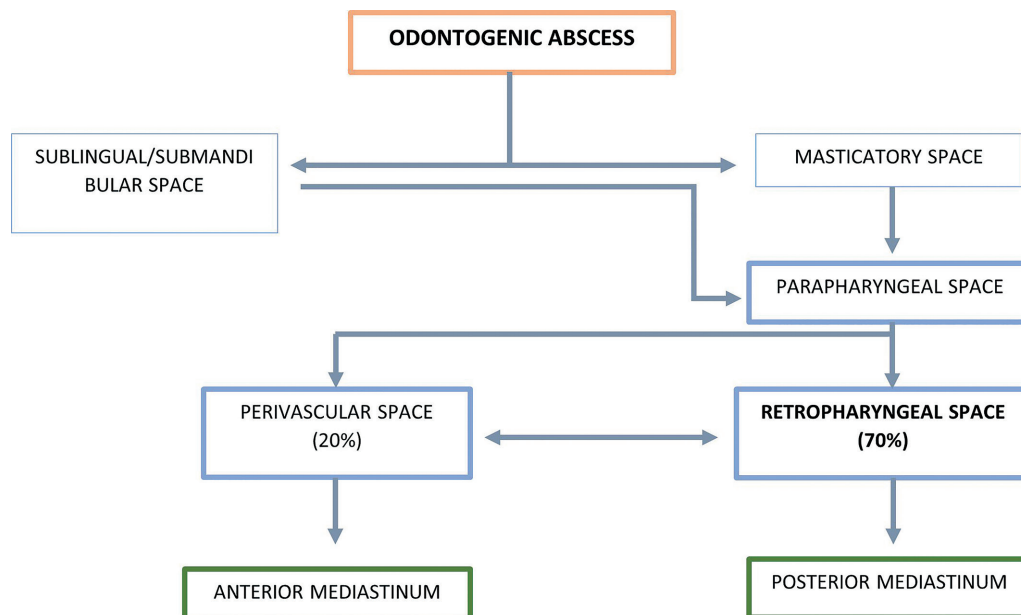 ODONTOGENIC ABSCESS
SUBLINGUAL/SUBMANDI
BULAR SPACE
MASTICATORY SPACE
PARAPHARYNGEAL SPACE
PERIVASCULAR SPACE
(20%)
RETROPHARYNGEAL SPACE
(70%)
ANTERIOR MEDIASTINUM
POSTERIOR MEDIASTINUM